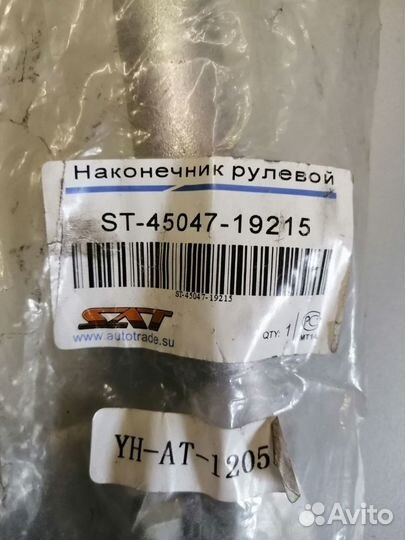 Наконечник рулевой
ST-45047-19215
ST-45047-19215
SAT
www.autotrade.su
QTY: 1
YH-AT-1205
Avito